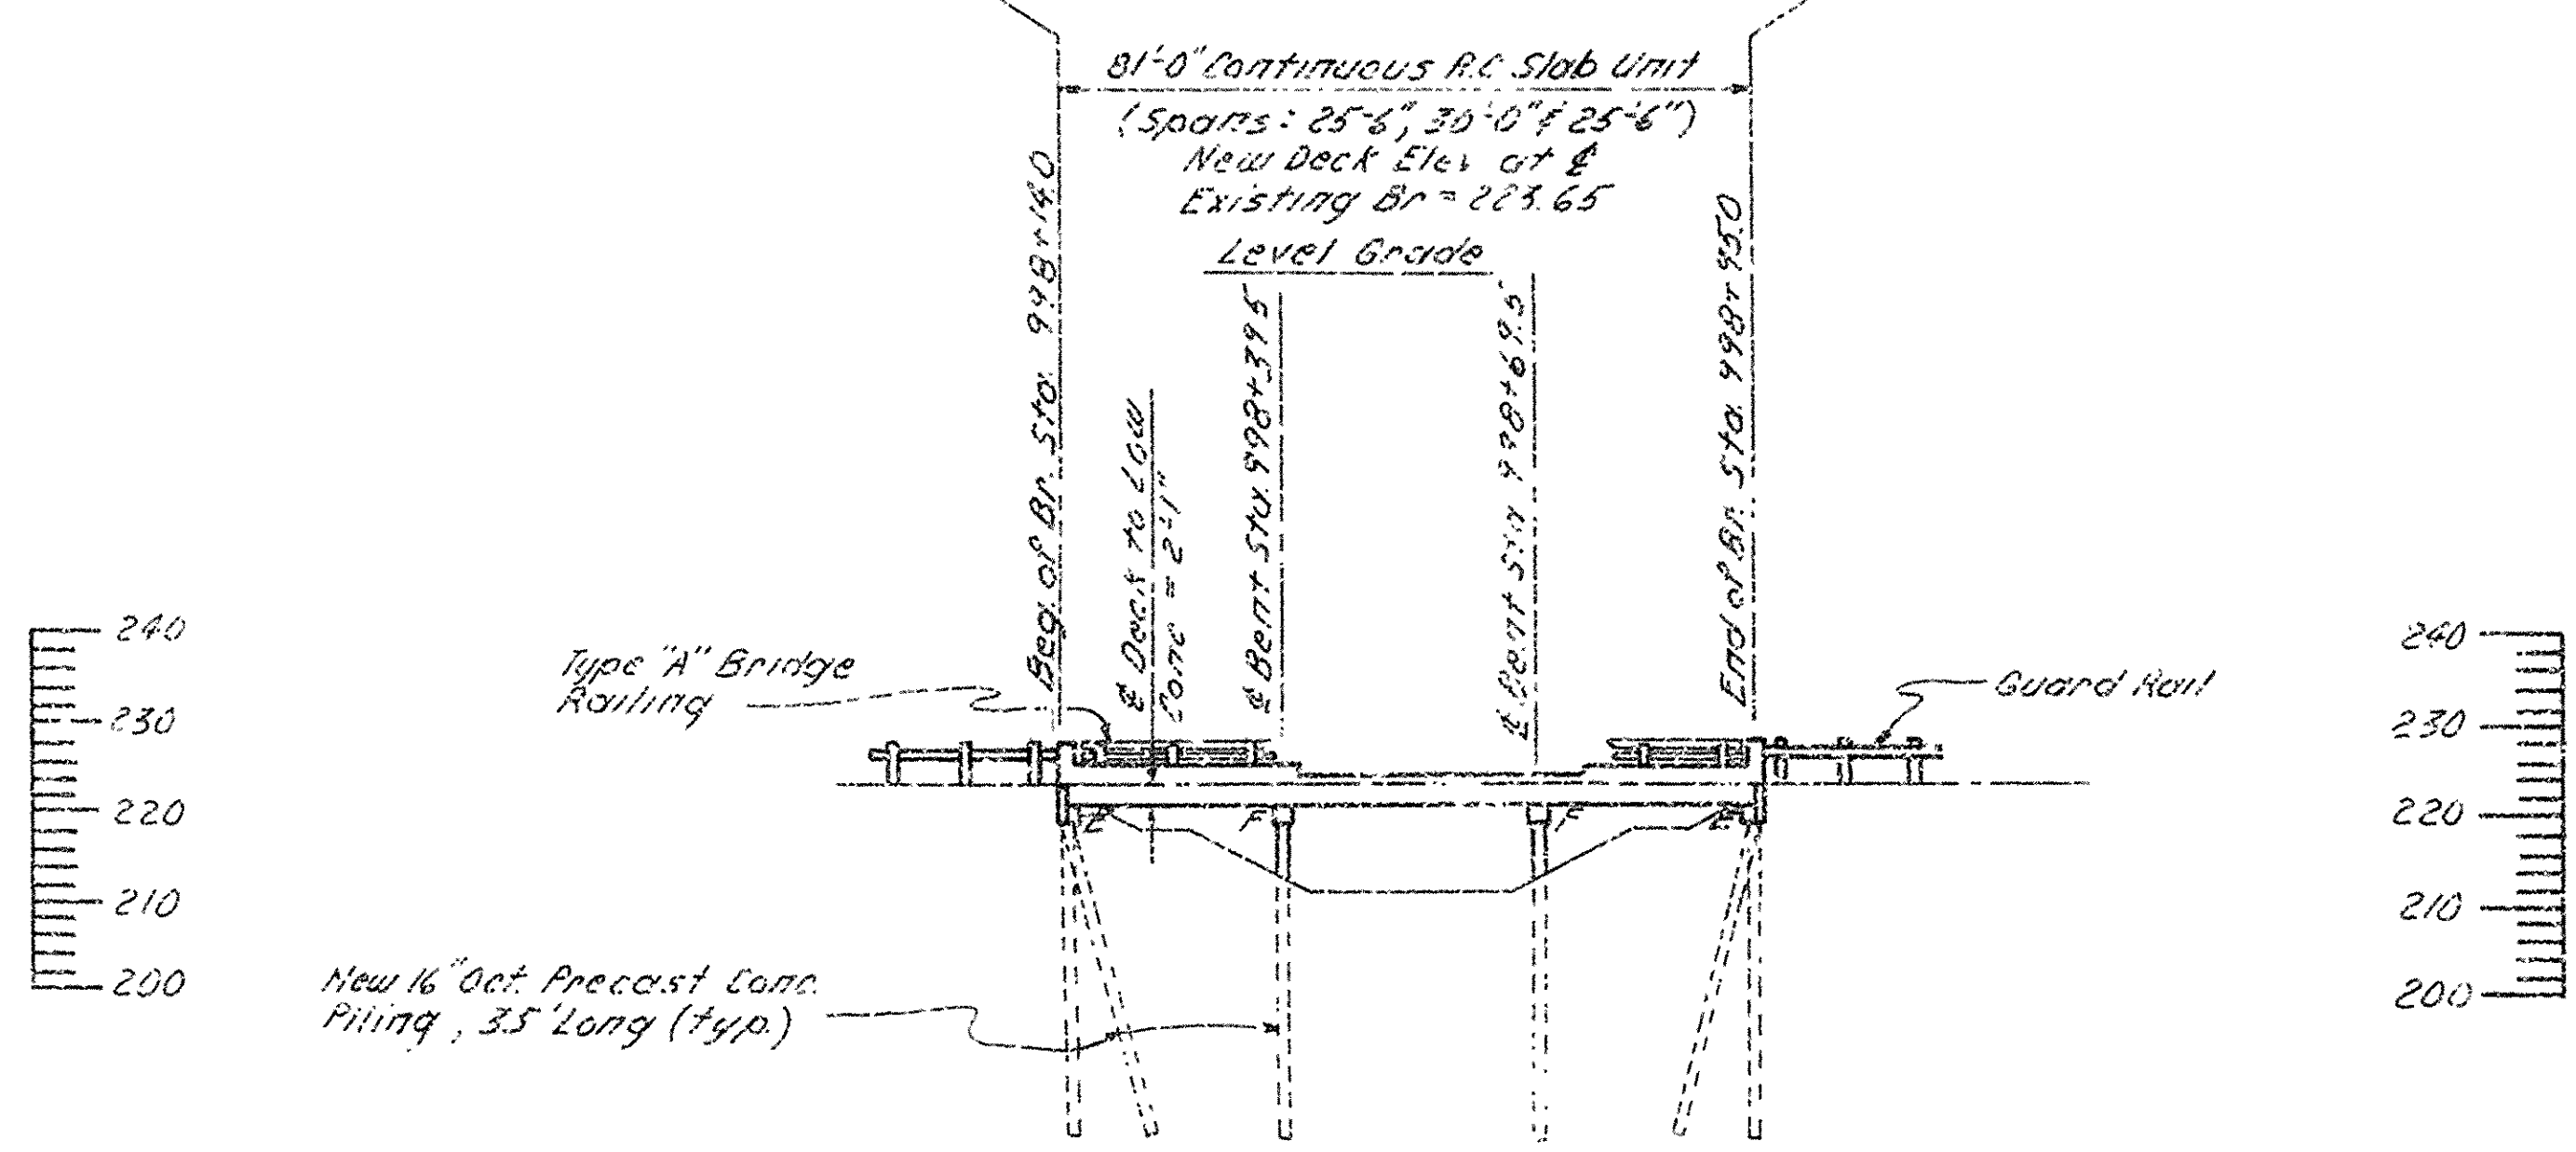 81'-0" Continuous R.C. Slab Unit
(Spans: 25'-6", 30'-0" & 25'-6")
New Deck Elev at ℄
Existing Br = 223.65
Level Grade
Beg. of Br. Sta. 998+14.0
℄ Deck to Low
Conc = 2'-1"
℄ Bent Sta. 998+39.5
℄ Bent Sta 998+69.5
End of Br. Sta. 998+95.0
240
230
220
210
200
Type "A" Bridge
Railing
Guard Rail
E
F
F
E
New 16" Oct. Precast Conc.
Piling, 35' Long (typ.)
240
230
220
210
200